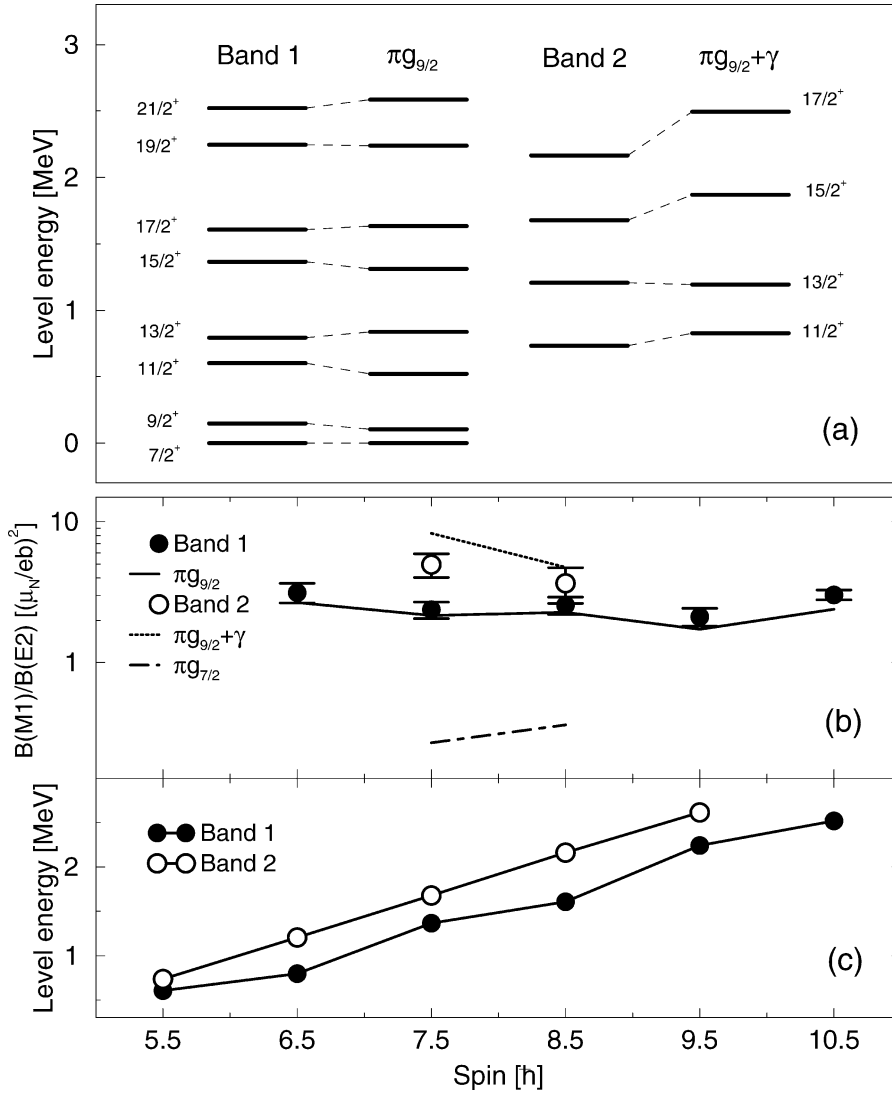 Band 1 πg9/2 Band 2 πg9/2+γ
Level energy [MeV]
3
2
1
0
21/2+
19/2+
17/2+
15/2+
13/2+
11/2+
9/2+
7/2+
17/2+
15/2+
13/2+
11/2+
(a)
B(M1)/B(E2) [(μN/eb)2]
10
1
Band 1
πg9/2
Band 2
πg9/2+γ
πg7/2
(b)
Level energy [MeV]
2
1
Band 1
Band 2
(c)
5.5 6.5 7.5 8.5 9.5 10.5
Spin [ħ]